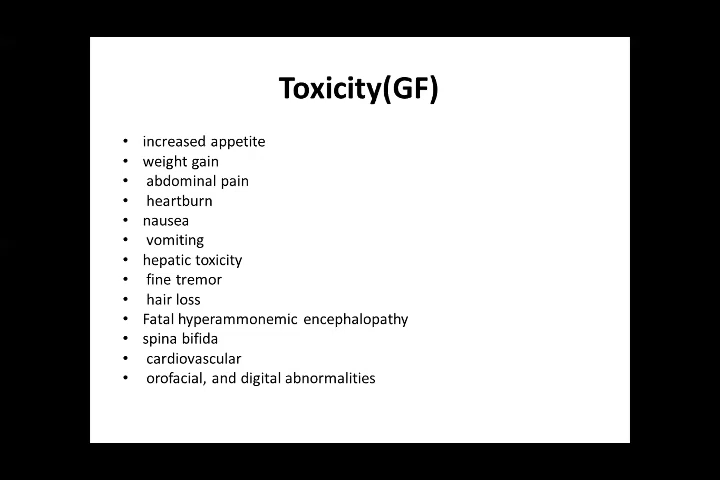 Toxicity(GF)
• increased appetite
• weight gain
• abdominal pain
• heartburn
• nausea
• vomiting
• hepatic toxicity
• fine tremor
• hair loss
• Fatal hyperammonemic encephalopathy
• spina bifida
• cardiovascular
• orofacial, and digital abnormalities